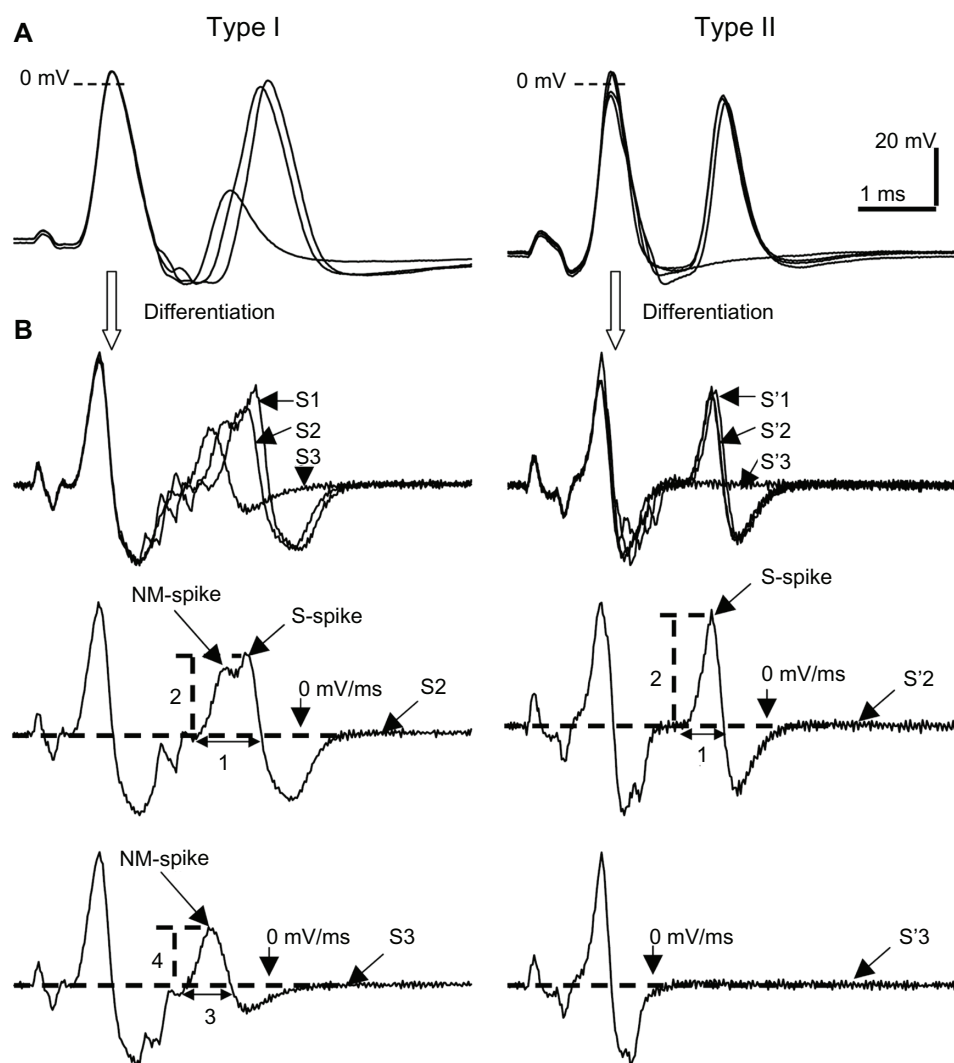 Type I
Type II
A
0 mV
0 mV
20 mV
1 ms
Differentiation
Differentiation
B
S1
S2
S3
S'1
S'2
S'3
NM-spike
S-spike
S-spike
0 mV/ms
S2
2
1
0 mV/ms
S'2
2
1
NM-spike
0 mV/ms
S3
4
3
0 mV/ms
S'3